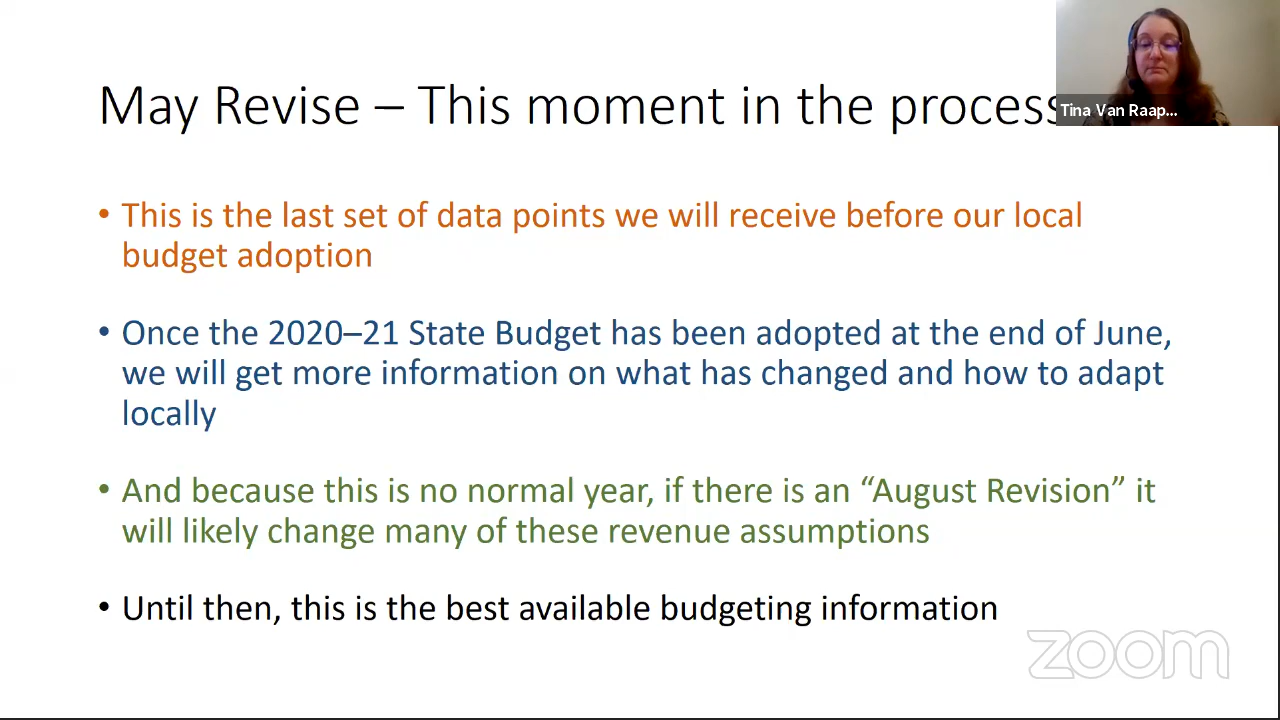 May Revise – This moment in the process
Tina Van Raap...
• This is the last set of data points we will receive before our local
budget adoption
• Once the 2020–21 State Budget has been adopted at the end of June,
we will get more information on what has changed and how to adapt
locally
• And because this is no normal year, if there is an “August Revision” it
will likely change many of these revenue assumptions
• Until then, this is the best available budgeting information
zoom